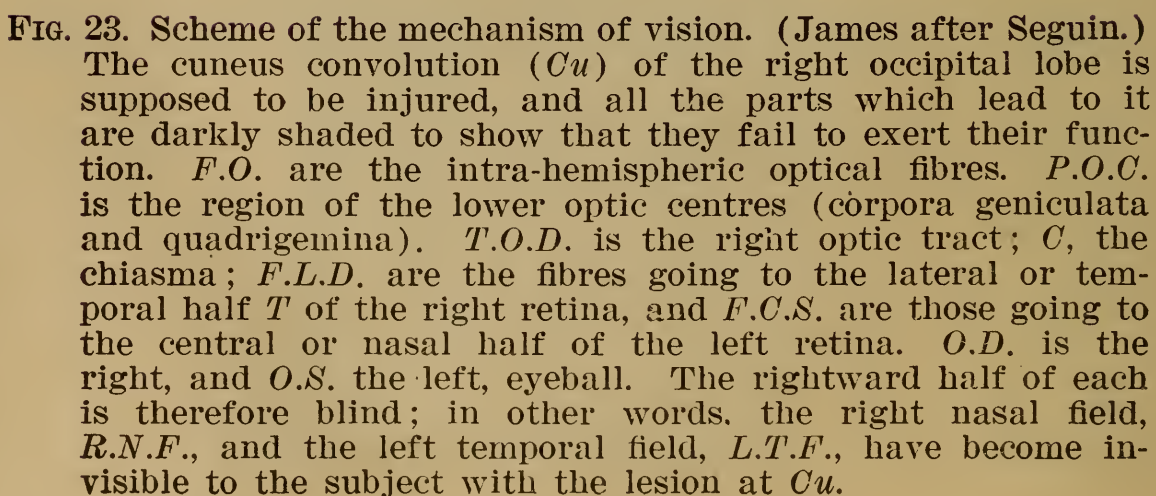 FIG. 23. Scheme of the mechanism of vision. (James after Seguin.)
The cuneus convolution (Cu) of the right occipital lobe is
supposed to be injured, and all the parts which lead to it
are darkly shaded to show that they fail to exert their func-
tion. F.O. are the intra-hemispheric optical fibres. P.O.C.
is the region of the lower optic centres (còrpora geniculata
and quadrigemina). T.O.D. is the right optic tract; C, the
chiasma; F.L.D. are the fibres going to the lateral or tem-
poral half T of the right retina, and F.C.S. are those going to
the central or nasal half of the left retina. O.D. is the
right, and O.S. the left, eyeball. The rightward half of each
is therefore blind; in other words. the right nasal field,
R.N.F., and the left temporal field, L.T.F., have become in-
visible to the subject with the lesion at Cu.